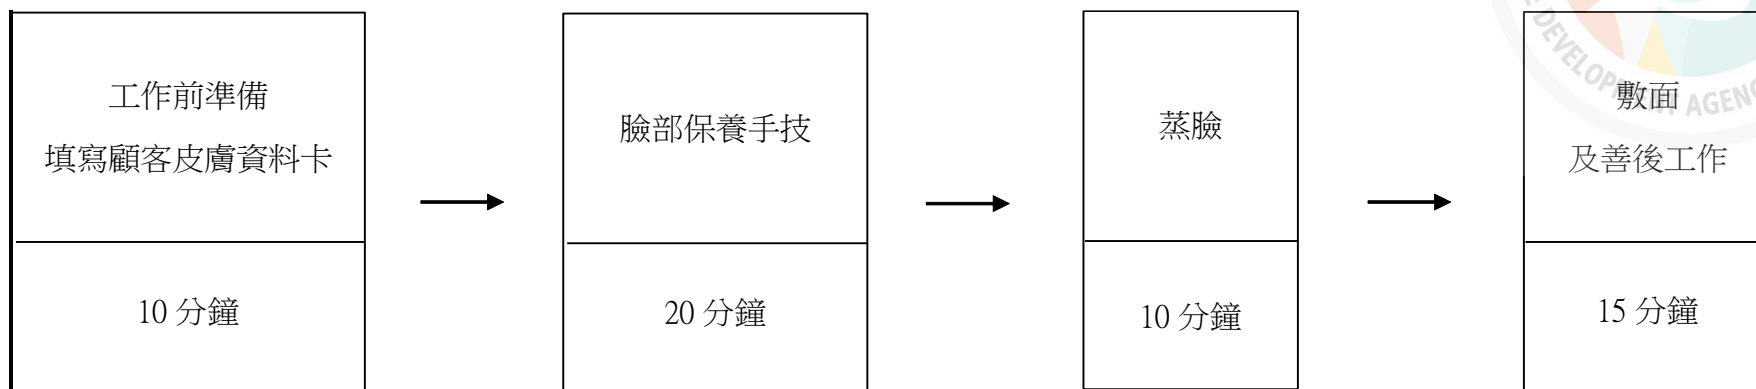 工作前準備
填寫顧客皮膚資料卡
10 分鐘
臉部保養手技
20 分鐘
蒸臉
10 分鐘
敷面
及善後工作
15 分鐘
DEVELOPMENT AGENC